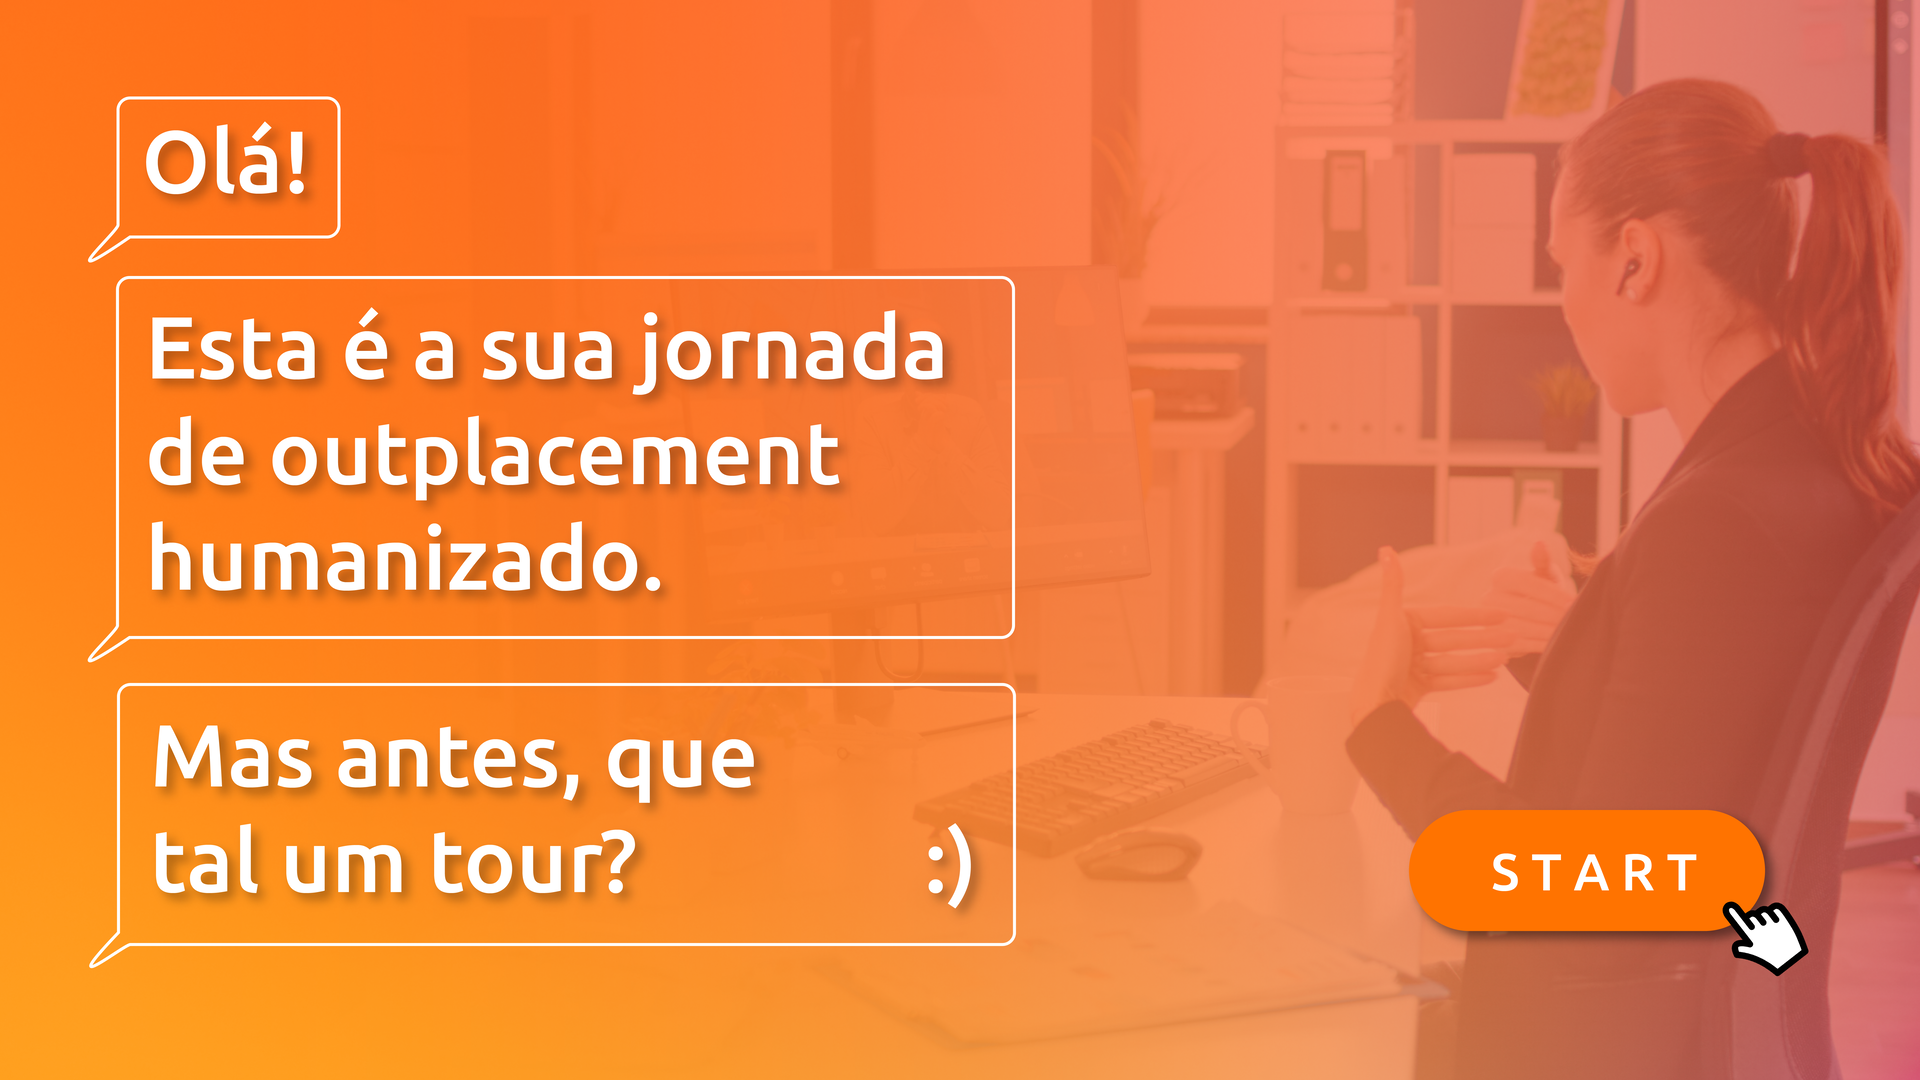 Olá!
Esta é a sua jornada
de outplacement
humanizado.
Mas antes, que
tal um tour? :)
START